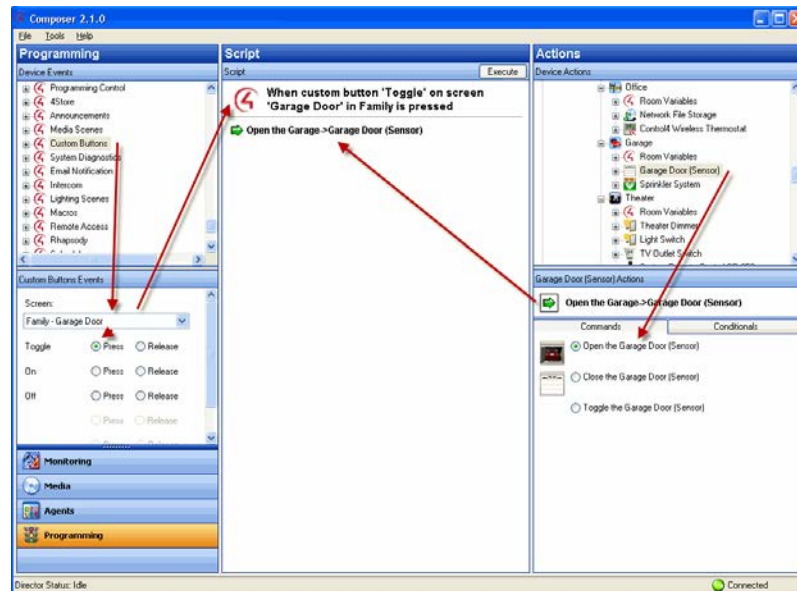 Composer 2.1.0
File Tools Help
Programming
Device Events
Programming Control
4Store
Announcements
Media Scenes
Custom Buttons
System Diagnostics
Email Notification
Intercom
Lighting Scenes
Macros
Remote Access
Rhapsody
Custom Buttons Events
Screen:
Family - Garage Door
Toggle Press Release
On Press Release
Off Press Release
Press Release
Press Release
Monitoring
Media
Agents
Programming
Director Status: Idle
Script
Script Execute
When custom button 'Toggle' on screen
'Garage Door' in Family is pressed
Open the Garage->Garage Door (Sensor)
Actions
Device Actions
Office
Room Variables
Network File Storage
Control4 Wireless Thermostat
Garage
Room Variables
Garage Door (Sensor)
Sprinkler System
Theater
Room Variables
Theater Dimmer
Light Switch
TV Outlet Switch
Garage Door (Sensor) Actions
Open the Garage->Garage Door (Sensor)
Commands Conditionals
Open the Garage Door (Sensor)
Close the Garage Door (Sensor)
Toggle the Garage Door (Sensor)
Connected